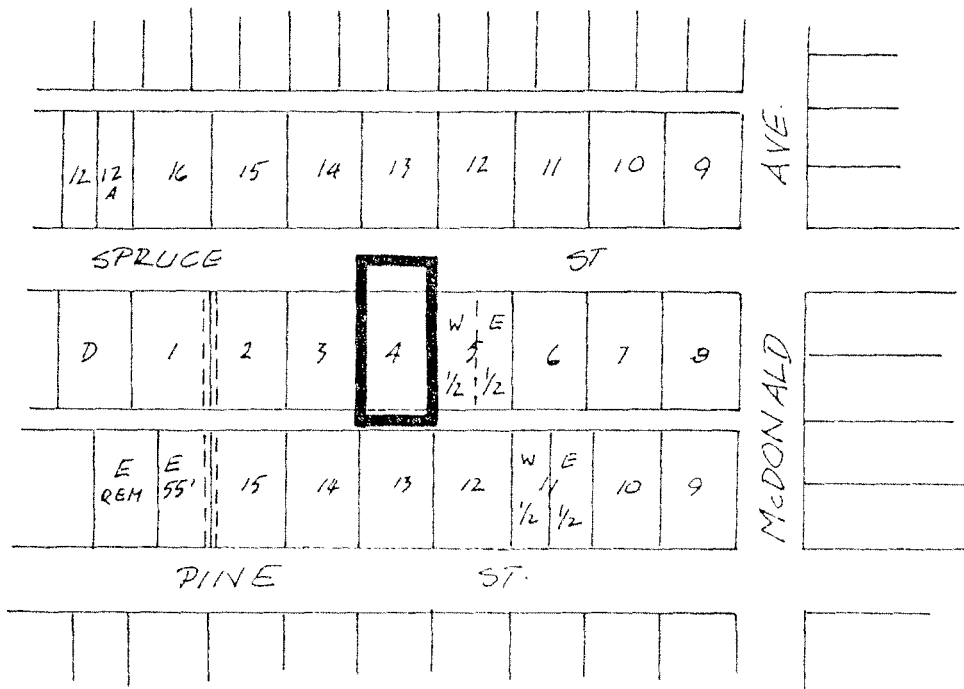 12 12 A 16 15 14 13 12 11 10 9
SPRUCE ST
D 1 2 3 4 W 1/2 5 E 1/2 6 7 8
E REM E 55' 15 14 13 12 W 1/2 11 E 1/2 10 9
PINE ST.
McDONALD AVE.